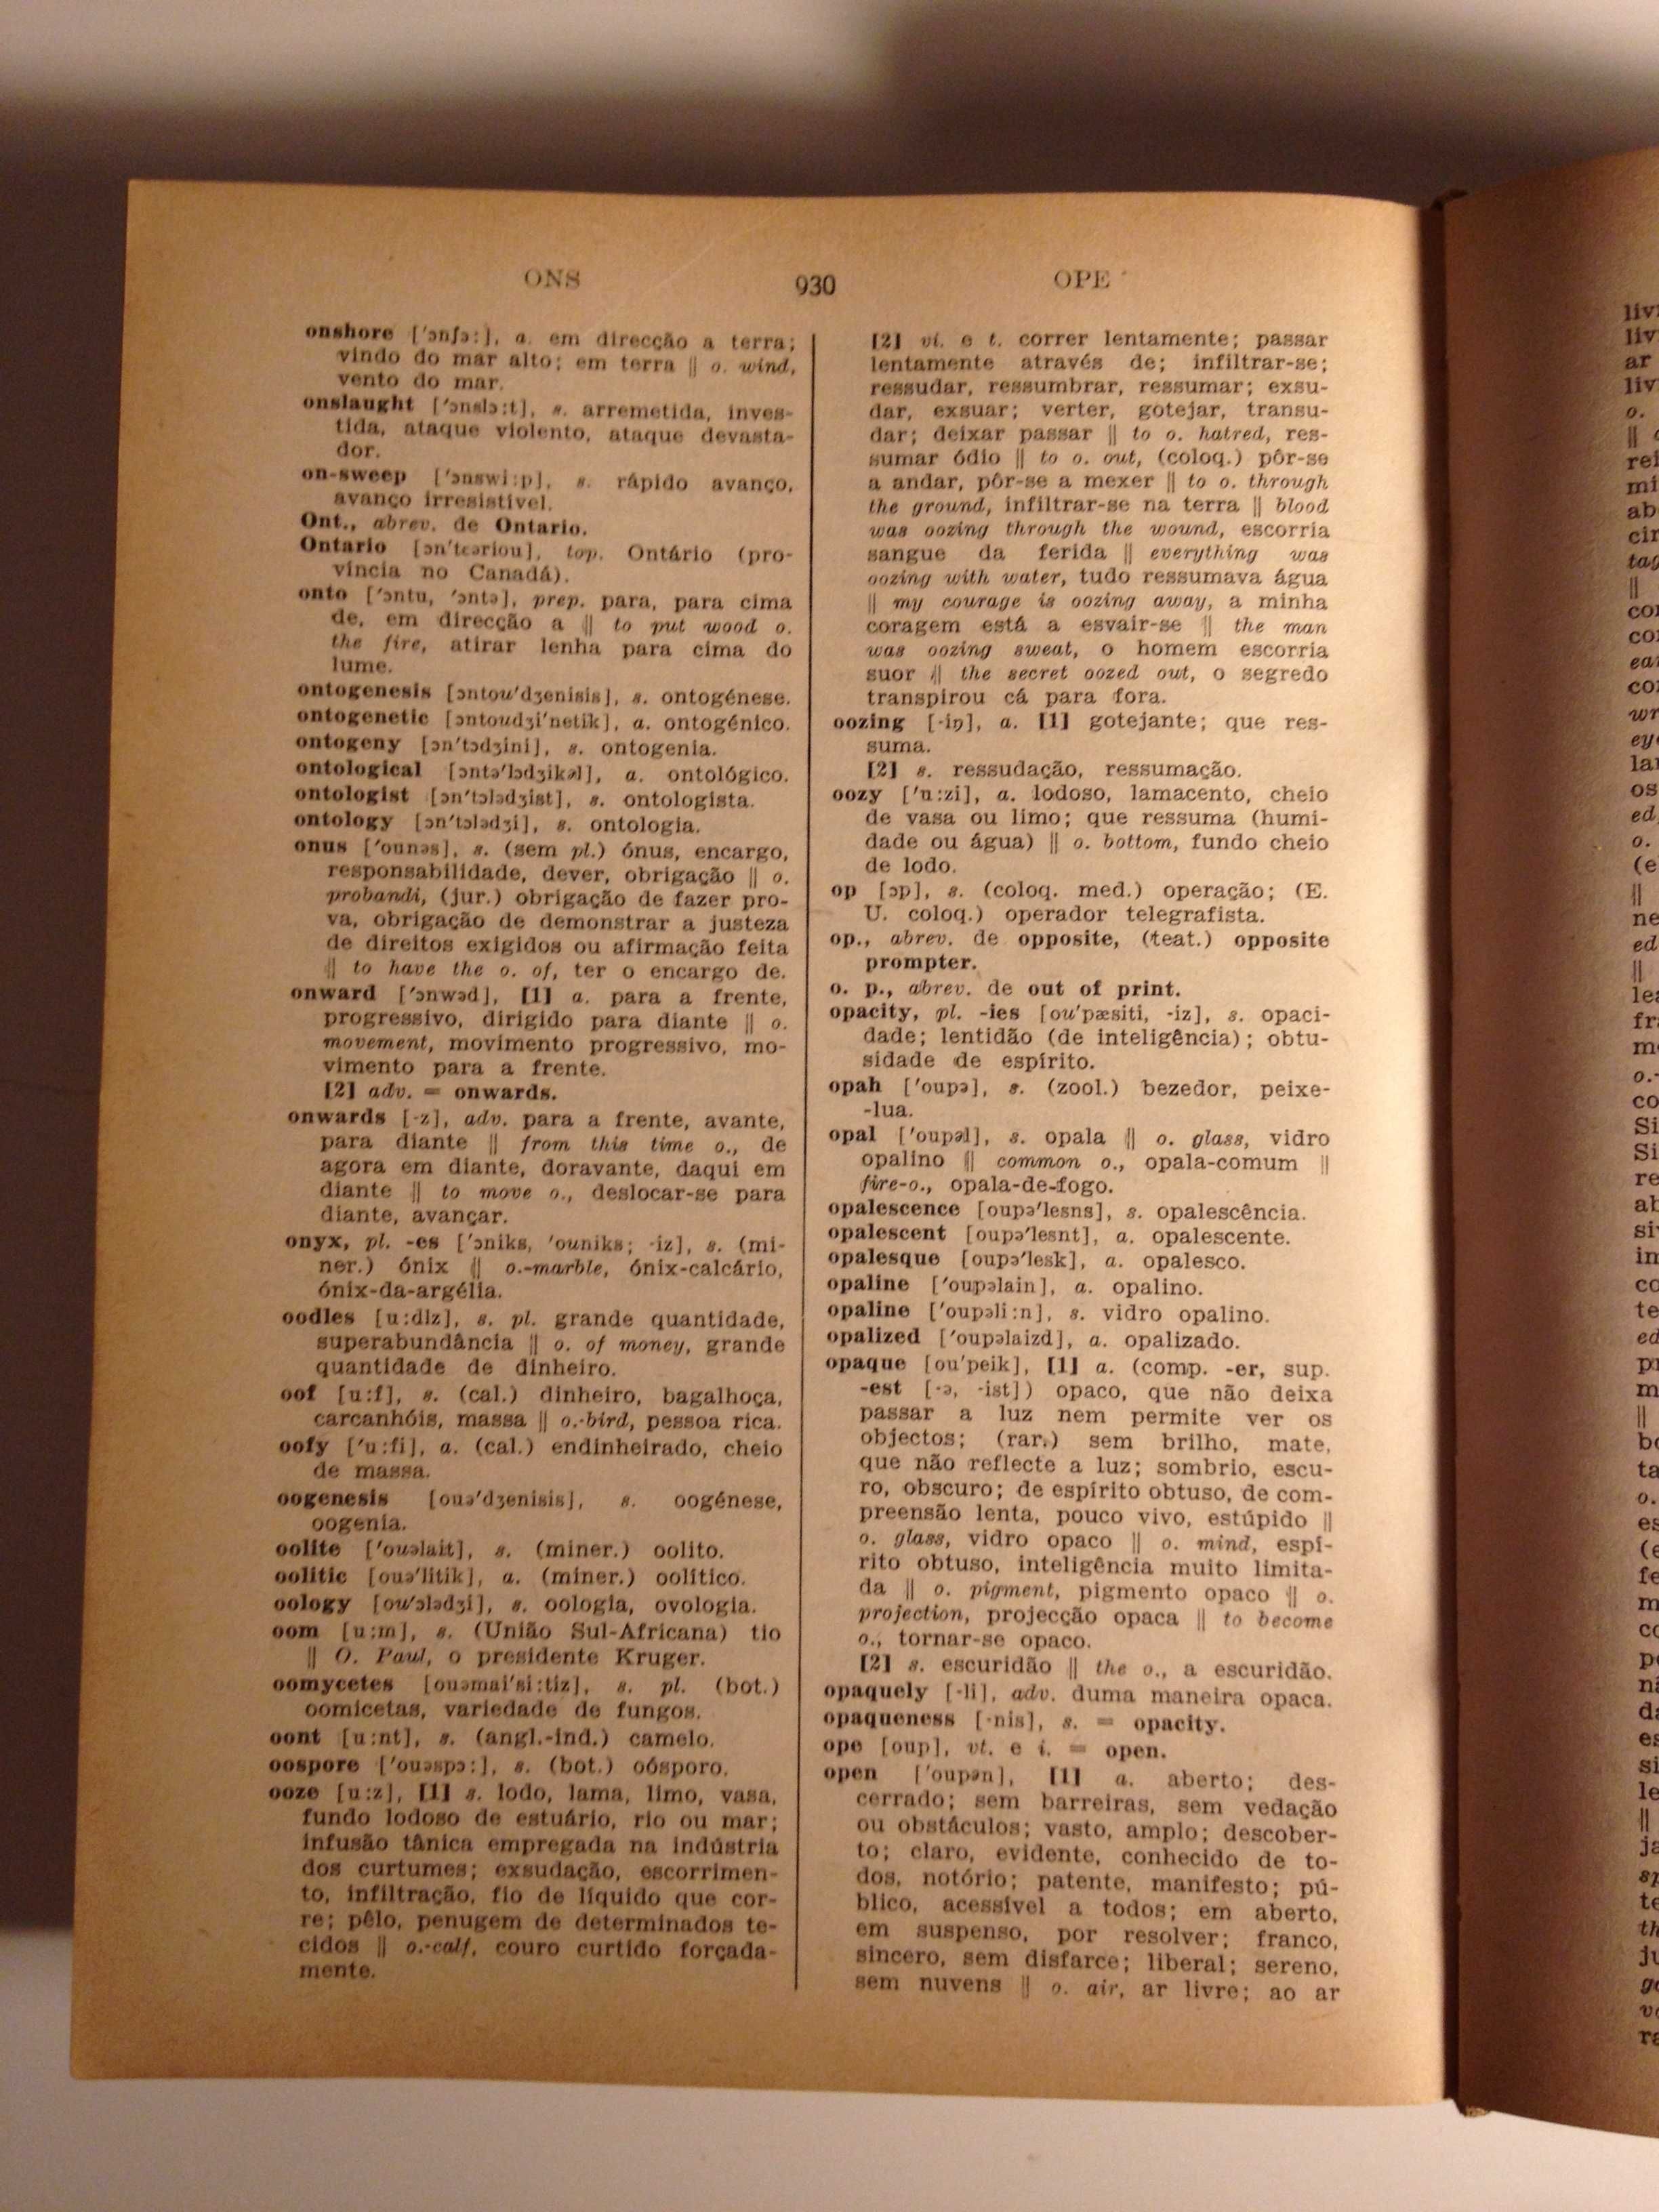 ONS
930
OPE
onshore ['ɔnʃɔ:], a. em direcção a terra;
vindo do mar alto; em terra || o. wind,
vento do mar.
onslaught ['ɔnslɔ:t], s. arremetida, inves-
tida, ataque violento, ataque devasta-
dor.
on-sweep ['ɔnswi:p], s. rápido avanço,
avanço irresistível.
Ont., abrev. de Ontario.
Ontario [ɔn'tɛəriou], top. Ontário (pro-
víncia no Canadá).
onto ['ɔntu, 'ɔntə], prep. para, para cima
de, em direcção a || to put wood o.
the fire, atirar lenha para cima do
lume.
ontogenesis [ɔntou'dʒenisis], s. ontogénese.
ontogenetic [ɔntoudʒi'netik], a. ontogénico.
ontogeny [ɔn'tɔdʒini], s. ontogenia.
ontological [ɔntə'lɔdʒikəl], a. ontológico.
ontologist [ɔn'tɔlədʒist], s. ontologista.
ontology [ɔn'tɔlədʒi], s. ontologia.
onus ['ounəs], s. (sem pl.) ónus, encargo,
responsabilidade, dever, obrigação || o.
probandi, (jur.) obrigação de fazer pro-
va, obrigação de demonstrar a justeza
de direitos exigidos ou afirmação feita
|| to have the o. of, ter o encargo de.
onward ['ɔnwəd], [1] a. para a frente,
progressivo, dirigido para diante || o.
movement, movimento progressivo, mo-
vimento para a frente.
[2] adv. = onwards.
onwards [-z], adv. para a frente, avante,
para diante || from this time o., de
agora em diante, doravante, daqui em
diante || to move o., deslocar-se para
diante, avançar.
onyx, pl. -es ['ɔniks, 'ouniks; -iz], s. (mi-
ner.) ónix || o.-marble, ónix-calcário,
ónix-da-argélia.
oodles [u:dlz], s. pl. grande quantidade,
superabundância || o. of money, grande
quantidade de dinheiro.
oof [u:f], s. (cal.) dinheiro, bagalhoça,
carcanhóis, massa || o.-bird, pessoa rica.
oofy ['u:fi], a. (cal.) endinheirado, cheio
de massa.
oogenesis [ouə'dʒenisis], s. oogénese,
oogenia.
oolite ['ouəlait], s. (miner.) oolito.
oolitic [ouə'litik], a. (miner.) oolítico.
oology [ou'ɔlədʒi], s. oologia, ovologia.
oom [u:m], s. (União Sul-Africana) tio
|| O. Paul, o presidente Kruger.
oomycetes [ouəmai'si:tiz], s. pl. (bot.)
oomicetas, variedade de fungos.
oont [u:nt], s. (angl.-ind.) camelo.
oospore ['ouəspɔ:], s. (bot.) oósporo.
ooze [u:z], [1] s. lodo, lama, limo, vasa,
fundo lodoso de estuário, rio ou mar;
infusão tânica empregada na indústria
dos curtumes; exsudação, escorrimen-
to, infiltração, fio de líquido que cor-
re; pêlo, penugem de determinados te-
cidos || o.-calf, couro curtido forçada-
mente.
[2] vi. e t. correr lentamente; passar
lentamente através de; infiltrar-se;
ressudar, ressumbrar, ressumar; exsu-
dar, exsuar; verter, gotejar, transu-
dar; deixar passar || to o. hatred, res-
sumar ódio || to o. out, (coloq.) pôr-se
a andar, pôr-se a mexer || to o. through
the ground, infiltrar-se na terra || blood
was oozing through the wound, escorria
sangue da ferida || everything was
oozing with water, tudo ressumava água
|| my courage is oozing away, a minha
coragem está a esvair-se || the man
was oozing sweat, o homem escorria
suor || the secret oozed out, o segredo
transpirou cá para fora.
oozing [-iŋ], a. [1] gotejante; que res-
suma.
[2] s. ressudação, ressumação.
oozy ['u:zi], a. lodoso, lamacento, cheio
de vasa ou limo; que ressuma (humi-
dade ou água) || o. bottom, fundo cheio
de lodo.
op [ɔp], s. (coloq. med.) operação; (E.
U. coloq.) operador telegrafista.
op., abrev. de opposite, (teat.) opposite
prompter.
o. p., abrev. de out of print.
opacity, pl. -ies [ou'pæsiti, -iz], s. opaci-
dade; lentidão (de inteligência); obtu-
sidade de espírito.
opah ['oupə], s. (zool.) bezedor, peixe-
-lua.
opal ['oupəl], s. opala || o. glass, vidro
opalino || common o., opala-comum ||
fire-o., opala-de-fogo.
opalescence [oupə'lesns], s. opalescência.
opalescent [oupə'lesnt], a. opalescente.
opalesque [oupə'lesk], a. opalesco.
opaline ['oupəlain], a. opalino.
opaline ['oupəli:n], s. vidro opalino.
opalized ['oupəlaizd], a. opalizado.
opaque [ou'peik], [1] a. (comp. -er, sup.
-est [-ə, -ist]) opaco, que não deixa
passar a luz nem permite ver os
objectos; (rar.) sem brilho, mate,
que não reflecte a luz; sombrio, escu-
ro, obscuro; de espírito obtuso, de com-
preensão lenta, pouco vivo, estúpido ||
o. glass, vidro opaco || o. mind, espí-
rito obtuso, inteligência muito limita-
da || o. pigment, pigmento opaco || o.
projection, projecção opaca || to become
o., tornar-se opaco.
[2] s. escuridão || the o., a escuridão.
opaquely [-li], adv. duma maneira opaca.
opaqueness [-nis], s. = opacity.
ope [oup], vt. e i. = open.
open ['oupən], [1] a. aberto; des-
cerrado; sem barreiras, sem vedação
ou obstáculos; vasto, amplo; descober-
to; claro, evidente, conhecido de to-
dos, notório; patente, manifesto; pú-
blico, acessível a todos; em aberto,
em suspenso, por resolver; franco,
sincero, sem disfarce; liberal; sereno,
sem nuvens || o. air, ar livre; ao ar